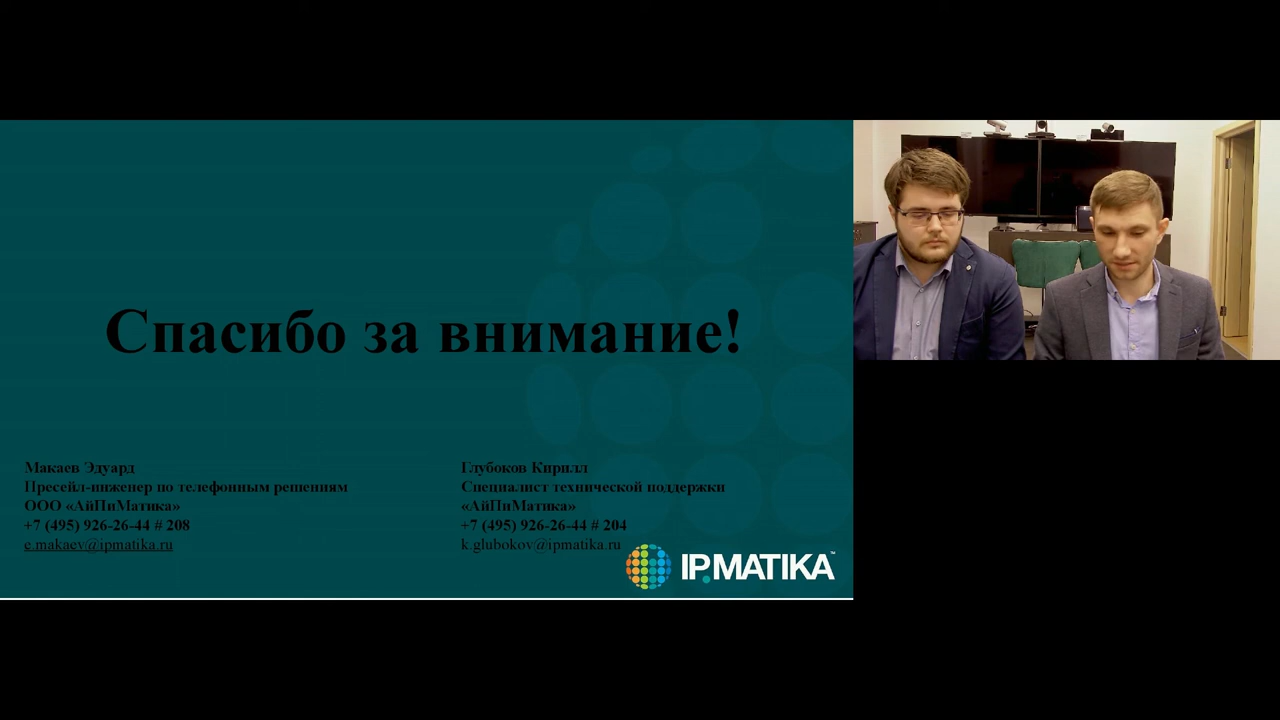 Спасибо за внимание!
Макаев Эдуард
Пресейл-инженер по телефонным решениям
ООО «АйПиМатика»
+7 (495) 926-26-44 # 208
e.makaev@ipmatika.ru
Глубоков Кирилл
Специалист технической поддержки
«АйПиМатика»
+7 (495) 926-26-44 # 204
k.glubokov@ipmatika.ru
IPMATIKA™